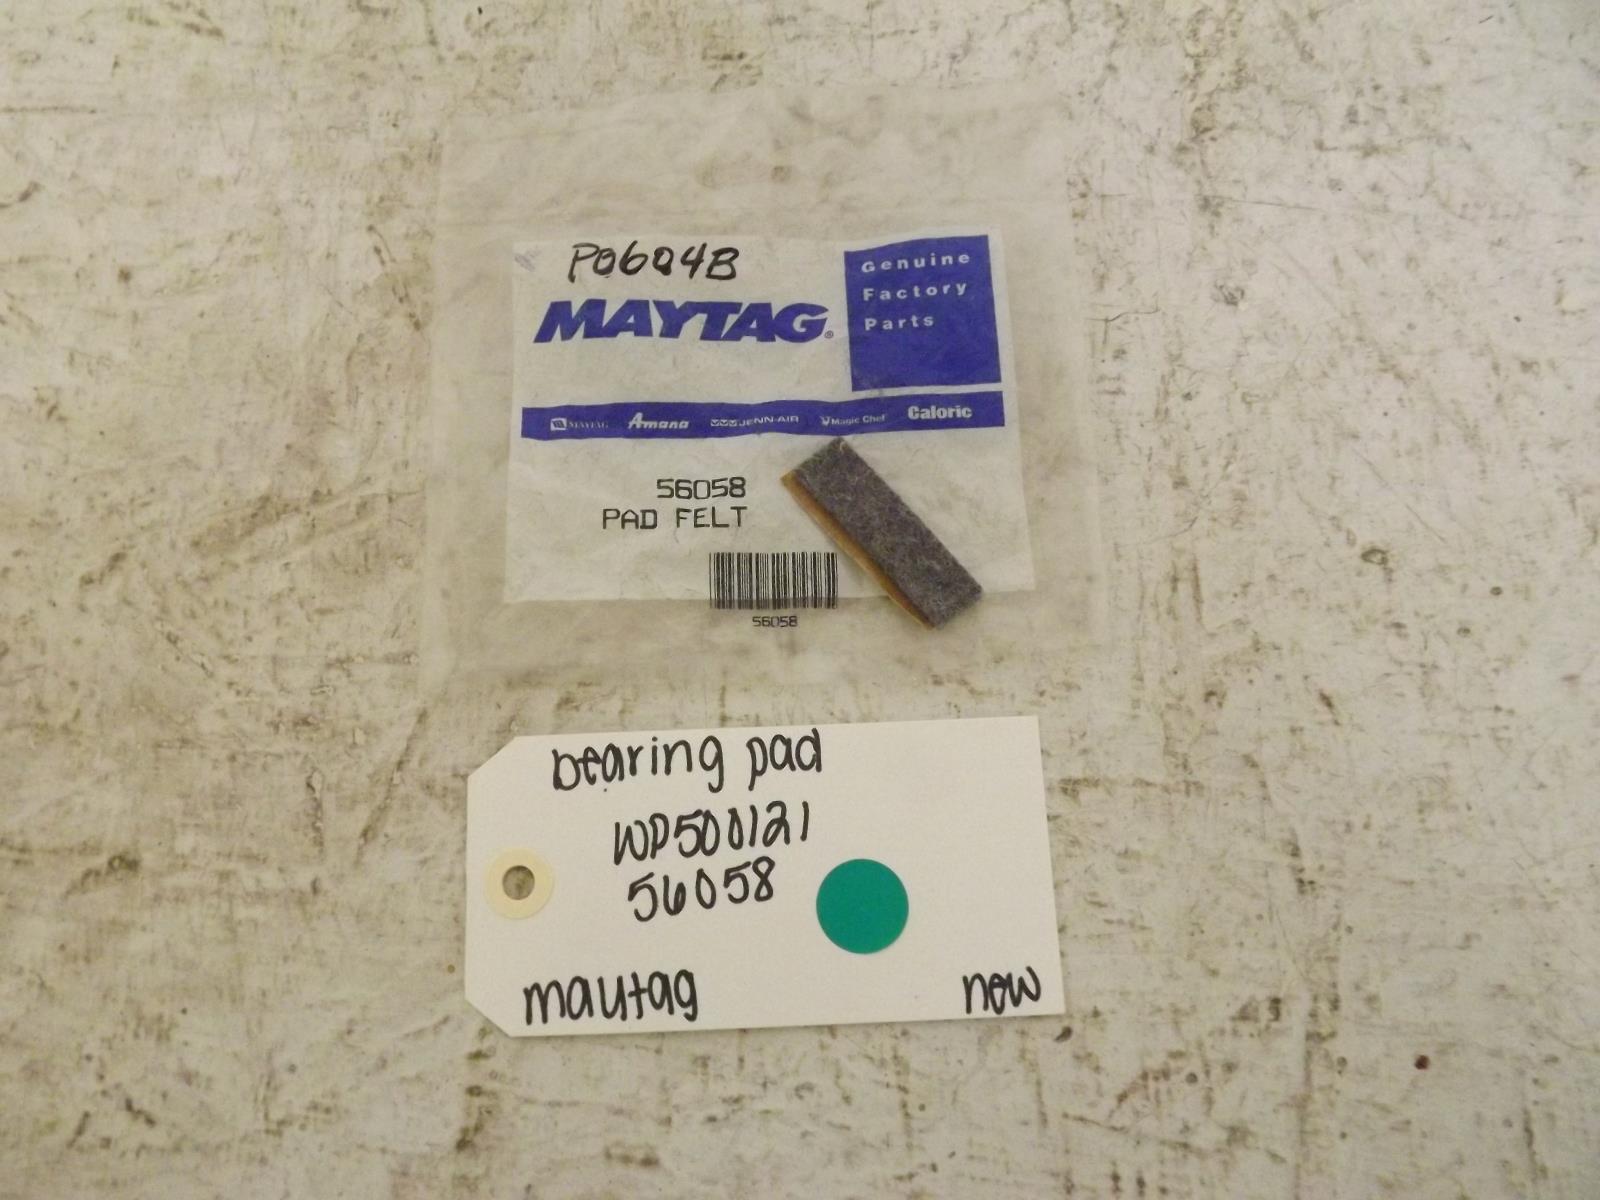 P0604B
MAYTAG®
Genuine
Factory
Parts
MAYTAG Amana JENN-AIR Magic Chef Caloric
56058
PAD FELT
56058
bearing pad
WP500121
56058
maytag
new